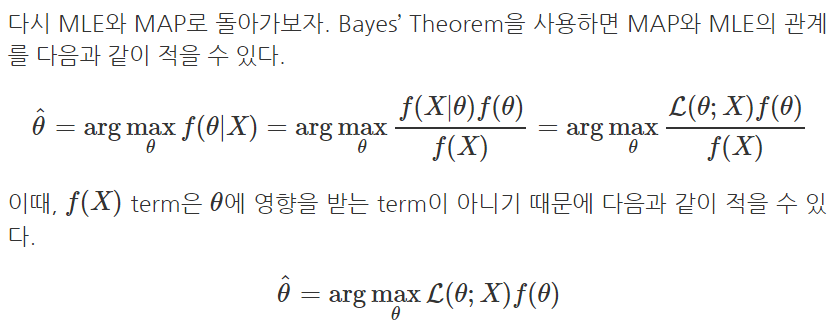 다시 MLE와 MAP로 돌아가보자. Bayes’ Theorem을 사용하면 MAP와 MLE의 관계
를 다음과 같이 적을 수 있다.
$$\hat{\theta} = \arg\max_{\theta} f(\theta|X) = \arg\max_{\theta} \frac{f(X|\theta)f(\theta)}{f(X)} = \arg\max_{\theta} \frac{\mathcal{L}(\theta; X)f(\theta)}{f(X)}$$
이때, $f(X)$ term은 $\theta$에 영향을 받는 term이 아니기 때문에 다음과 같이 적을 수 있
다.
$$\hat{\theta} = \arg\max_{\theta} \mathcal{L}(\theta; X)f(\theta)$$